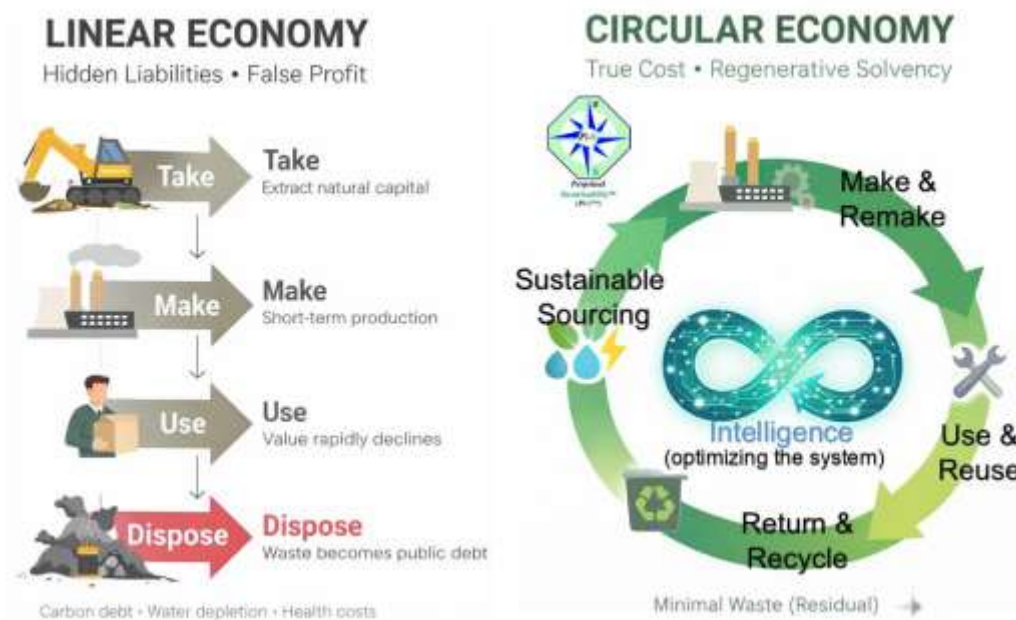 LINEAR ECONOMY
Hidden Liabilities • False Profit
Take
Take
Extract natural capital
Make
Make
Short-term production
Use
Use
Value rapidly declines
Dispose
Dispose
Waste becomes public debt
Carbon debt • Water depletion • Health costs
CIRCULAR ECONOMY
True Cost • Regenerative Solvency
Make &
Remake
Sustainable
Sourcing
Intelligence
(optimizing the system)
Use &
Reuse
Return &
Recycle
Minimal Waste (Residual)